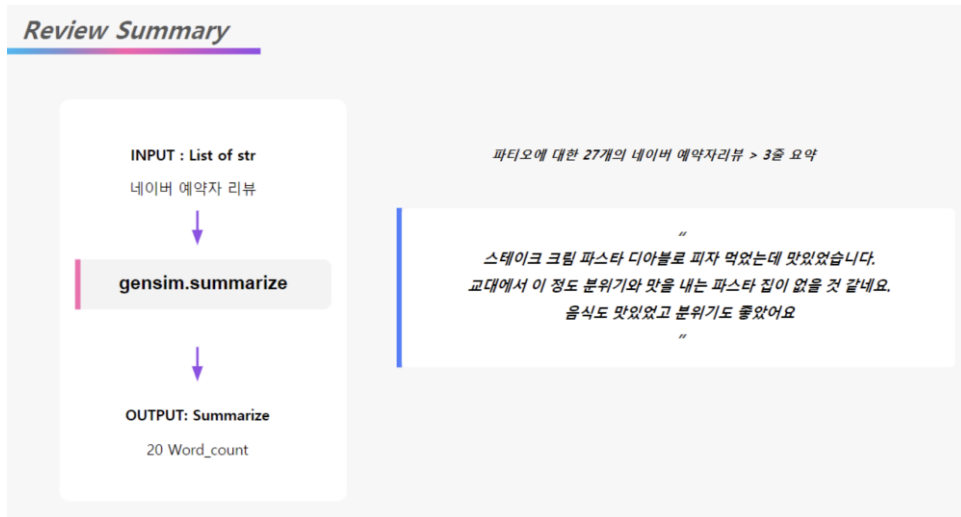 Review Summary
INPUT : List of str
네이버 예약자 리뷰
gensim.summarize
OUTPUT: Summarize
20 Word_count
파티오에 대한 27개의 네이버 예약자리뷰 > 3줄 요약
"
스테이크 크림 파스타 디아블로 피자 먹었는데 맛있었습니다.
교대에서 이 정도 분위기와 맛을 내는 파스타 집이 없을 것 같네요.
음식도 맛있었고 분위기도 좋았어요
"